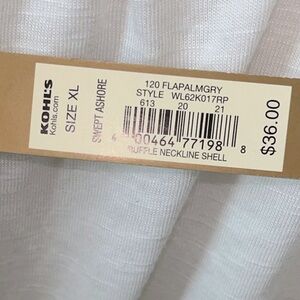 KOHL'S
Kohls.com
SIZE XL
SWEPT ASHORE
120 FLAPALMGRY
STYLE WL62K017RP
613 20 21
4 00464 77198 8
RUFFLE NECKLINE SHELL
$36.00